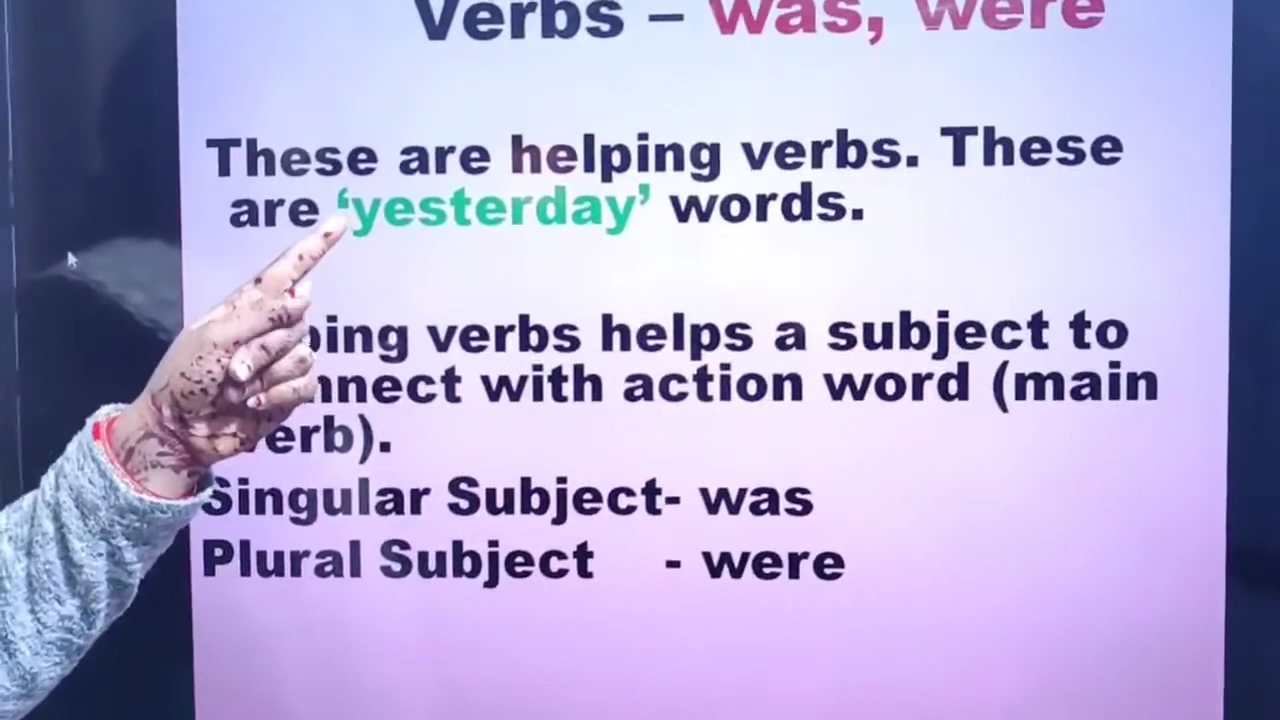 Verbs – was, were
These are helping verbs. These
are ‘yesterday’ words.
verbs helps a subject to
with action word (main
Singular Subject- was
Plural Subject - were